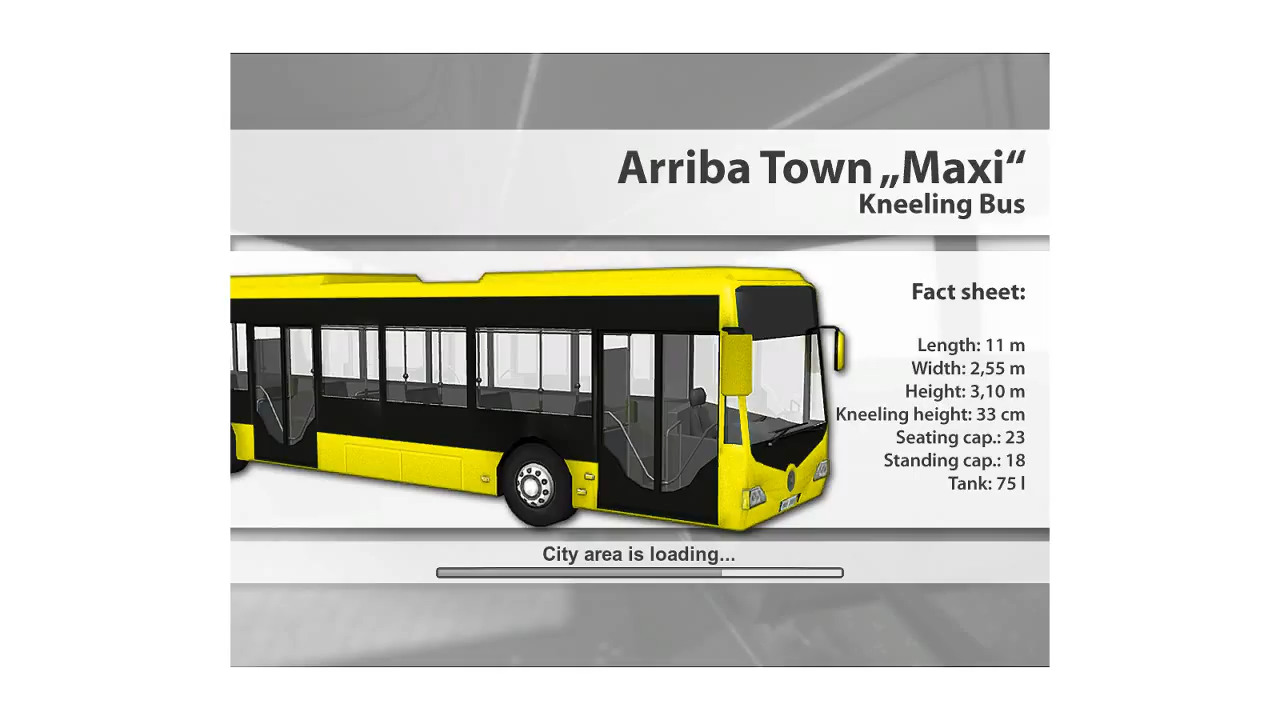 Arriba Town „Maxi“
Kneeling Bus
Fact sheet:
Length: 11 m
Width: 2,55 m
Height: 3,10 m
Kneeling height: 33 cm
Seating cap.: 23
Standing cap.: 18
Tank: 75 l
City area is loading...